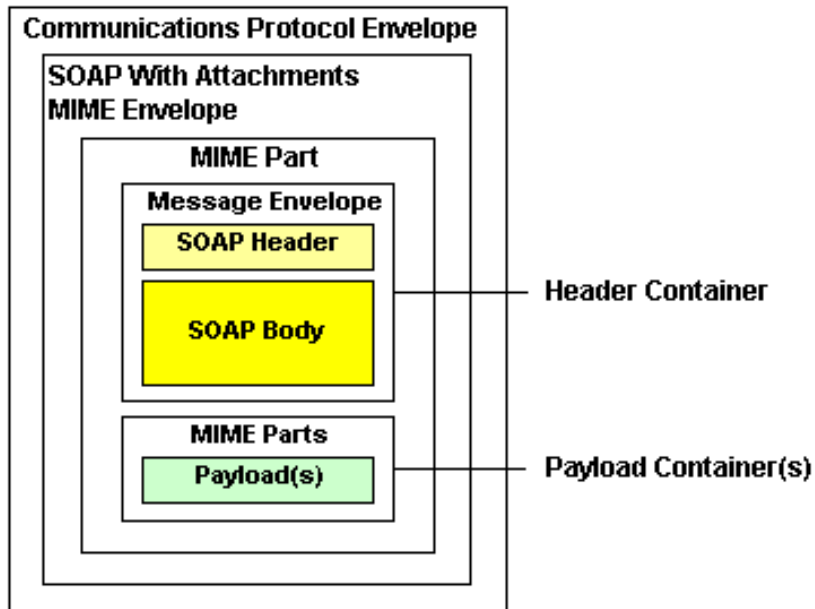 Communications Protocol Envelope
SOAP With Attachments
MIME Envelope
MIME Part
Message Envelope
SOAP Header
SOAP Body
Header Container
MIME Parts
Payload(s)
Payload Container(s)